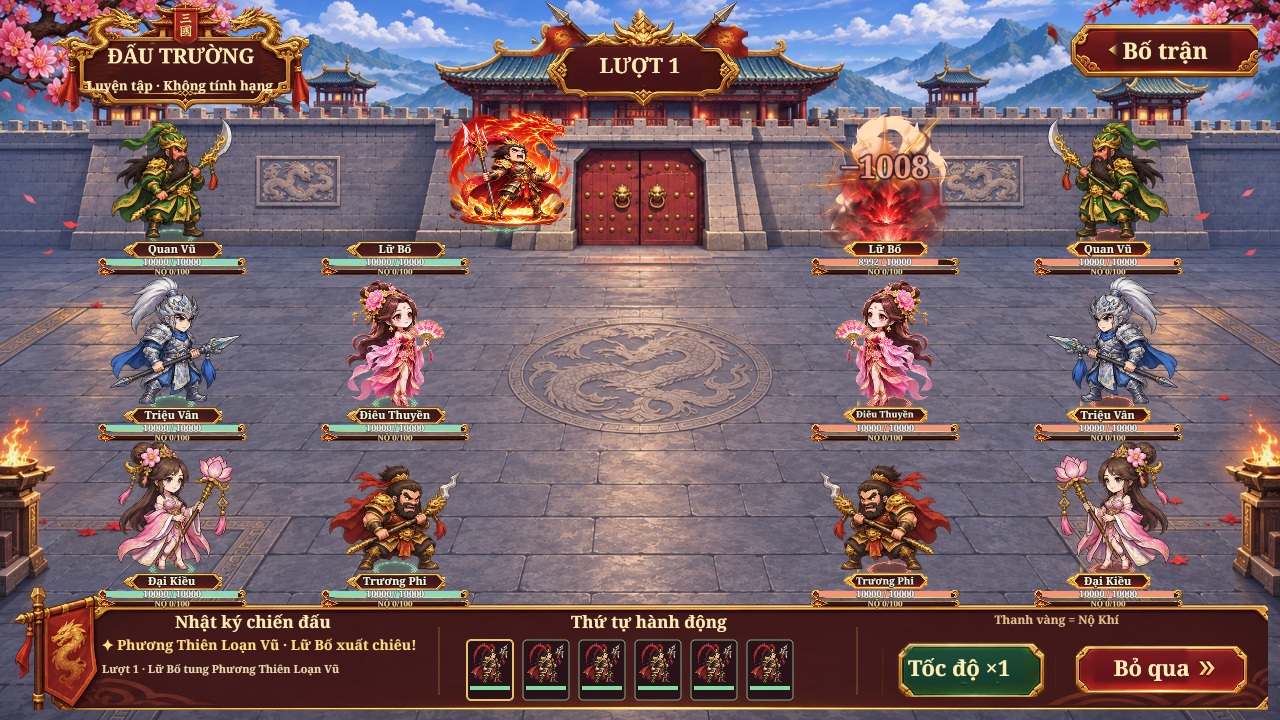 三國
ĐẤU TRƯỜNG
Luyện tập · Không tính hạng
LƯỢT 1
Bố trận
-1008
Quan Vũ
10000/10000
NỘ 0/100
Lữ Bố
10000/10000
NỘ 0/100
Lữ Bố
8992/10000
NỘ 0/100
Quan Vũ
10000/10000
NỘ 0/100
Triệu Vân
10000/10000
NỘ 0/100
Điêu Thuyền
10000/10000
NỘ 0/100
Điêu Thuyền
10000/10000
NỘ 0/100
Triệu Vân
10000/10000
NỘ 0/100
Đại Kiều
10000/10000
NỘ 0/100
Trương Phi
10000/10000
NỘ 0/100
Trương Phi
10000/10000
NỘ 0/100
Đại Kiều
10000/10000
NỘ 0/100
Nhật ký chiến đấu
✦ Phương Thiên Loạn Vũ · Lữ Bố xuất chiêu!
Lượt 1 · Lữ Bố tung Phương Thiên Loạn Vũ
Thứ tự hành động
Thanh vàng = Nộ Khí
Tốc độ ×1
Bỏ qua »